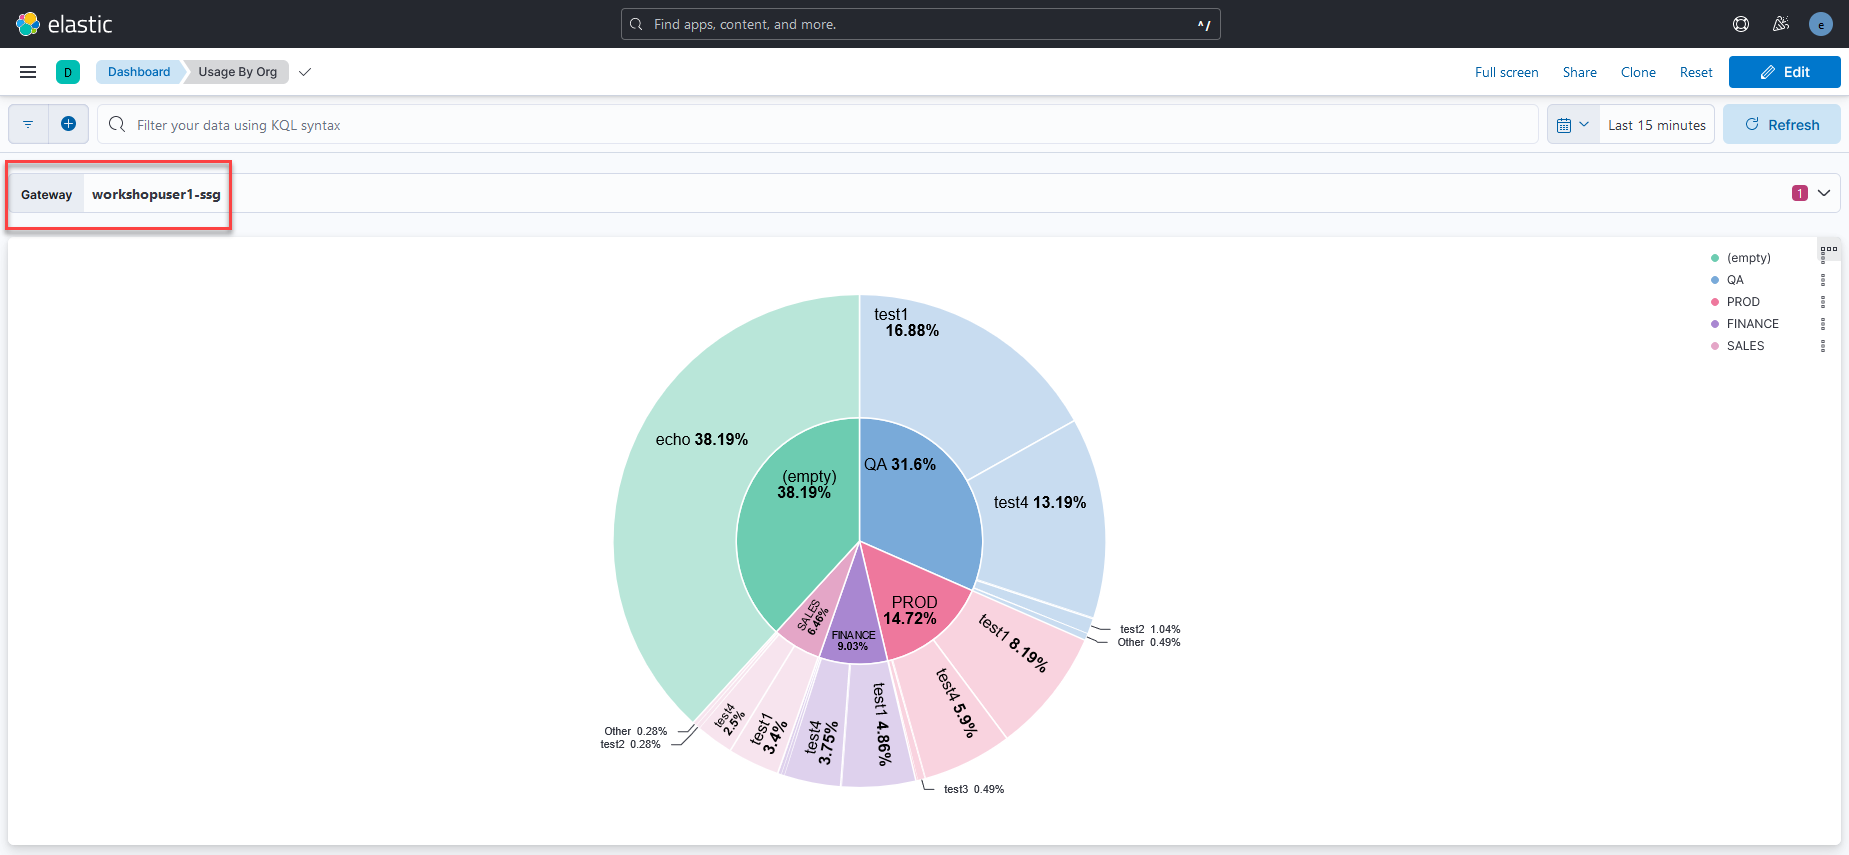 elastic
Find apps, content, and more.
^/
e
D
Dashboard
Usage By Org
Full screen
Share
Clone
Reset
Edit
Filter your data using KQL syntax
Last 15 minutes
Refresh
Gateway
workshopuser1-ssg
1
(empty)
QA
PROD
FINANCE
SALES
test1
16.88%
echo 38.19%
QA 31.6%
(empty)
38.19%
test4 13.19%
PROD
14.72%
SALES
6.46%
FINANCE
9.03%
test1 8.19%
test2 1.04%
Other 0.49%
test4 5.9%
test1 4.86%
test4
3.75%
test1
3.4%
test4
2.5%
Other 0.28%
test2 0.28%
test3 0.49%